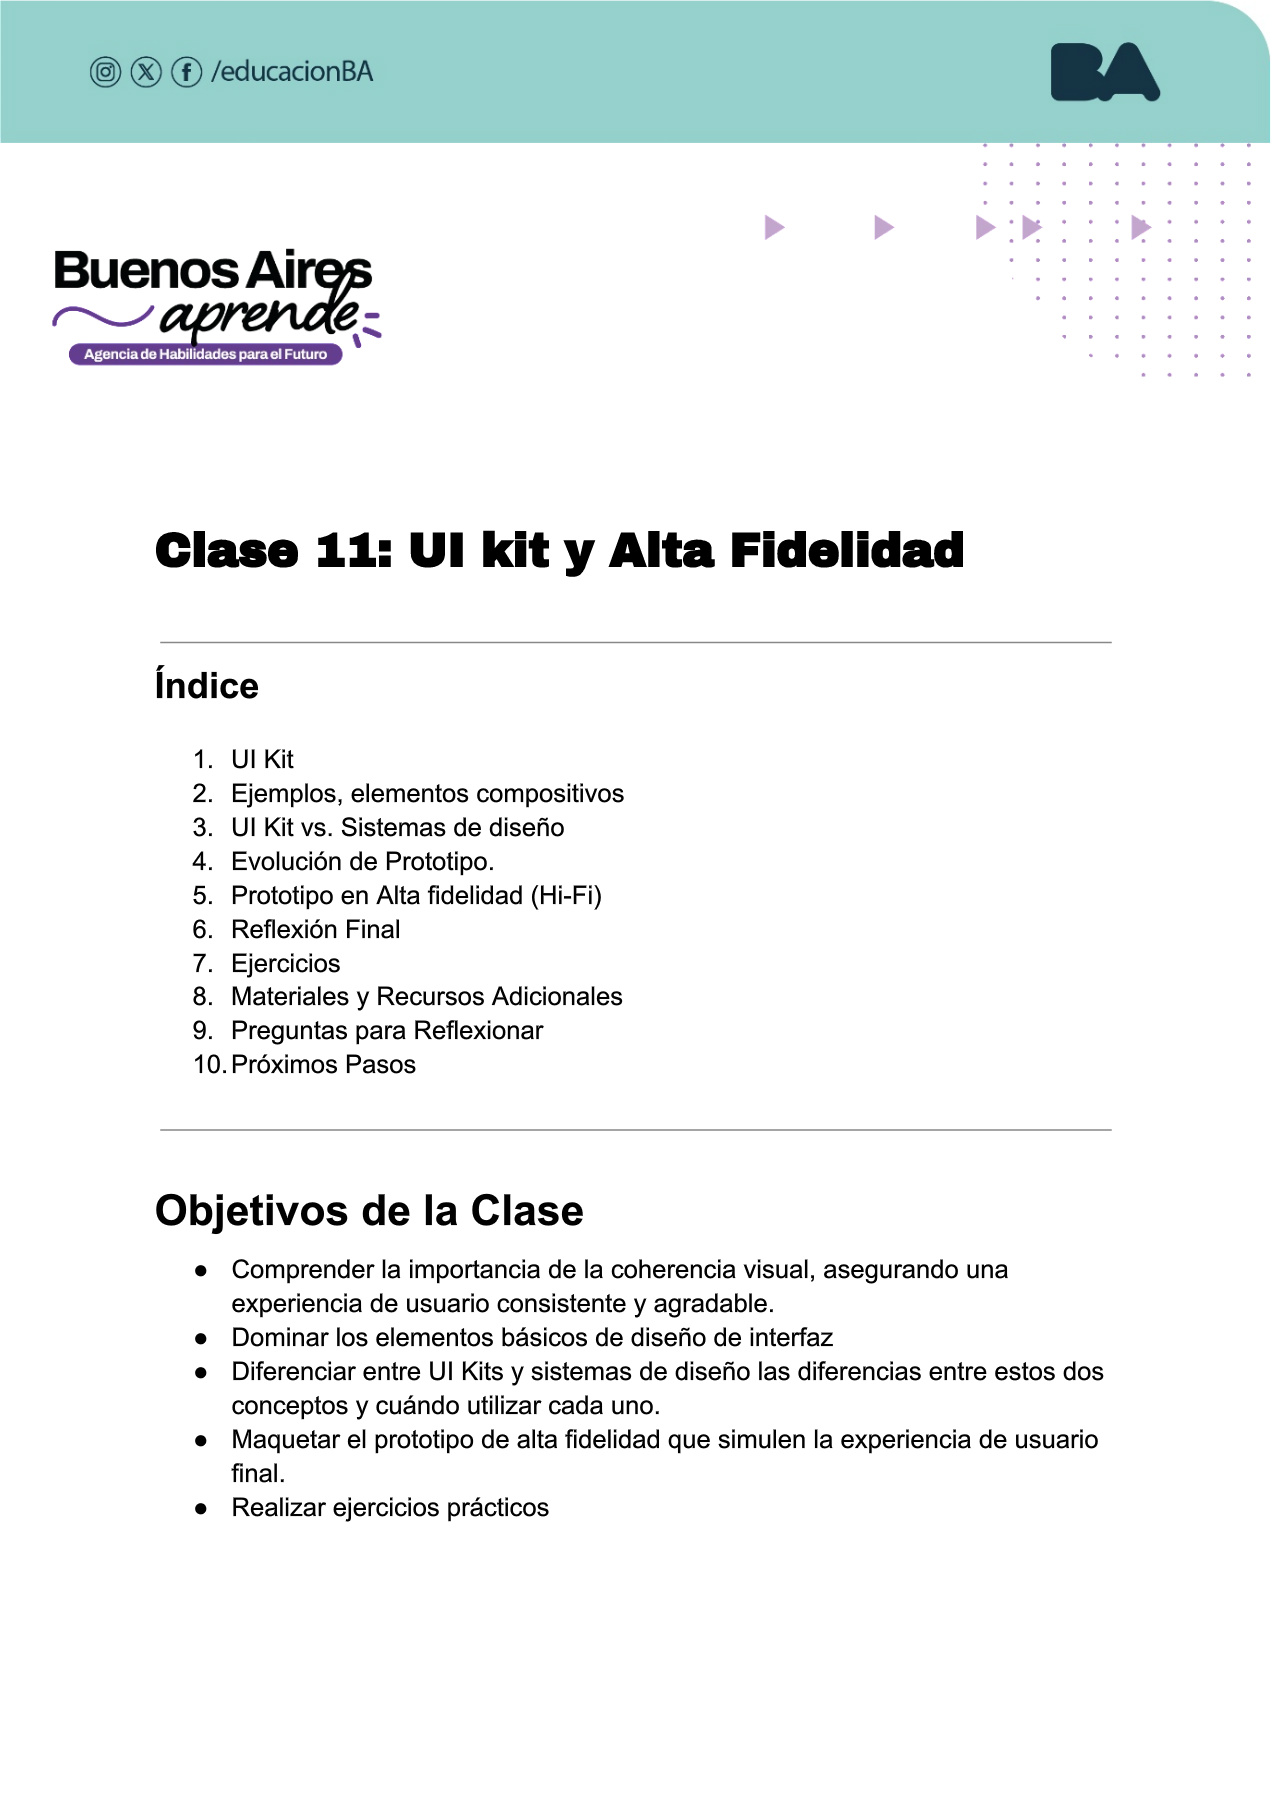 /educacionBA
BA
Buenos Aires
aprende
Agencia de Habilidades para el Futuro
Clase 11: UI kit y Alta Fidelidad
Índice
1. UI Kit
2. Ejemplos, elementos compositivos
3. UI Kit vs. Sistemas de diseño
4. Evolución de Prototipo.
5. Prototipo en Alta fidelidad (Hi-Fi)
6. Reflexión Final
7. Ejercicios
8. Materiales y Recursos Adicionales
9. Preguntas para Reflexionar
10. Próximos Pasos
Objetivos de la Clase
● Comprender la importancia de la coherencia visual, asegurando una
experiencia de usuario consistente y agradable.
● Dominar los elementos básicos de diseño de interfaz
● Diferenciar entre UI Kits y sistemas de diseño las diferencias entre estos dos
conceptos y cuándo utilizar cada uno.
● Maquetar el prototipo de alta fidelidad que simulen la experiencia de usuario
final.
● Realizar ejercicios prácticos